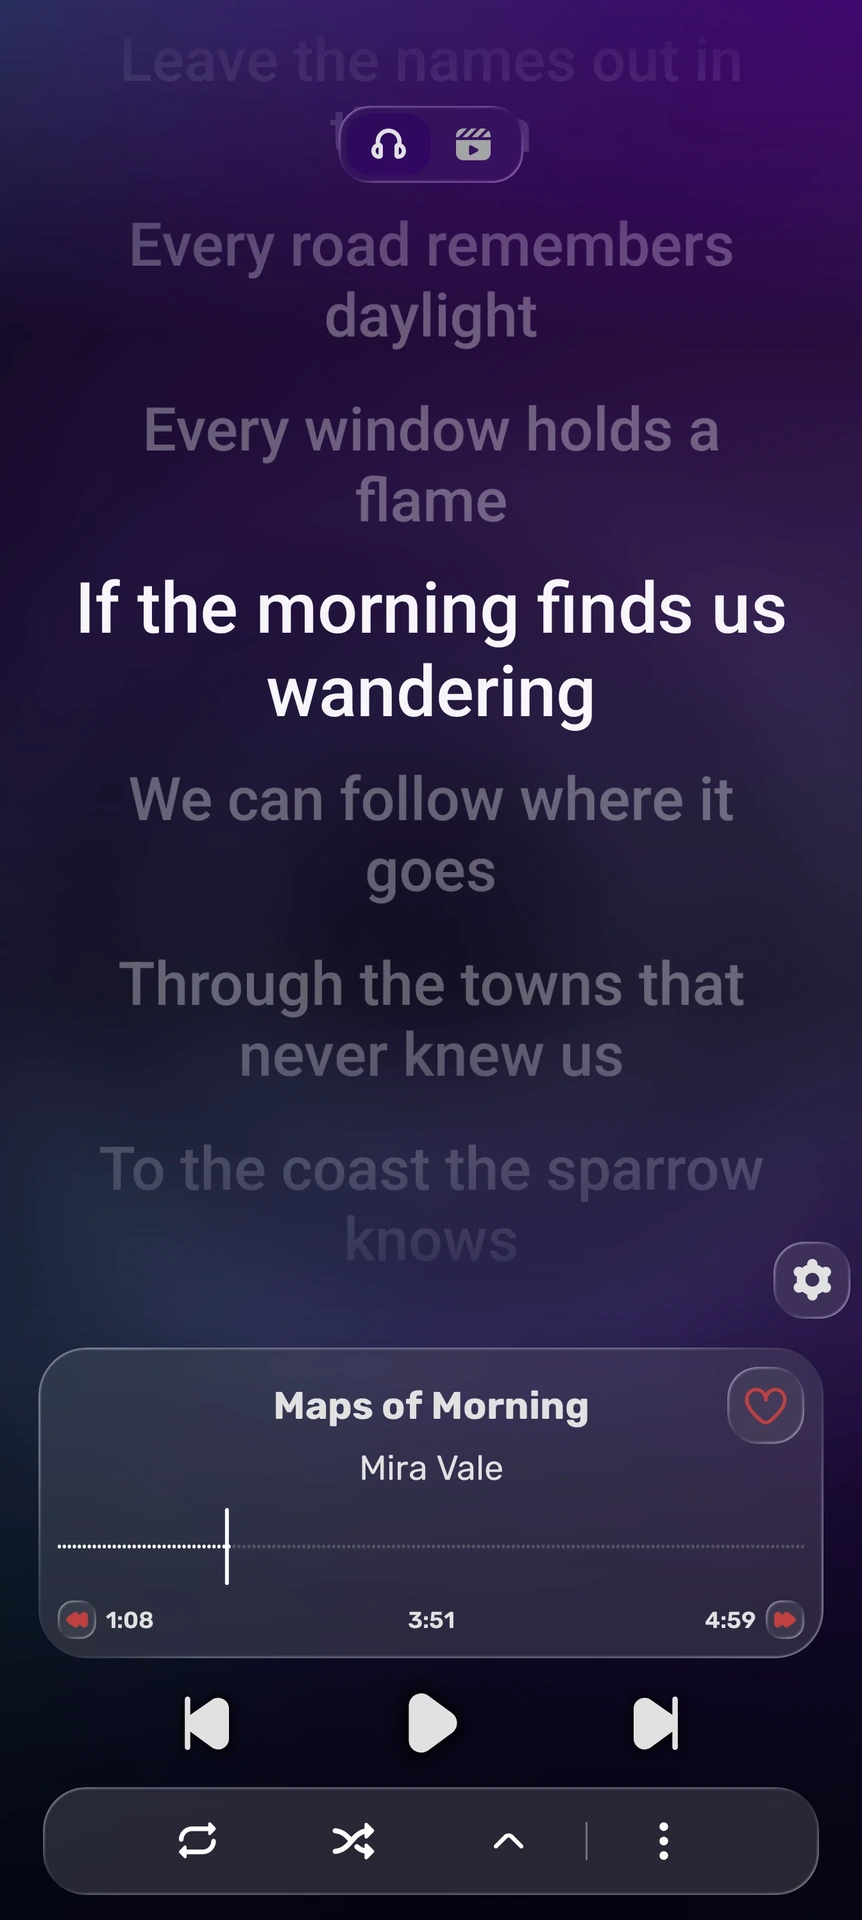 Leave the names out in
Every road remembers
daylight
Every window holds a
flame
If the morning finds us
wandering
We can follow where it
goes
Through the towns that
never knew us
To the coast the sparrow
knows
Maps of Morning
Mira Vale
1:08 3:51 4:59